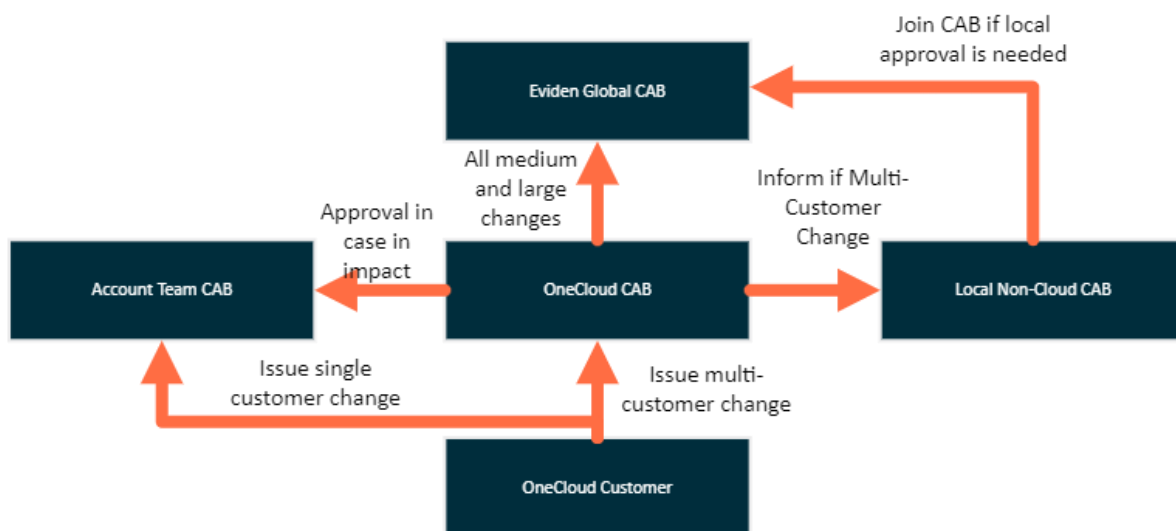 Join CAB if local
approval is needed
Eviden Global CAB
All medium
and large
changes
Inform if Multi-
Customer
Change
Approval in
case in
impact
Account Team CAB
OneCloud CAB
Local Non-Cloud CAB
Issue single
customer change
Issue multi-
customer change
OneCloud Customer